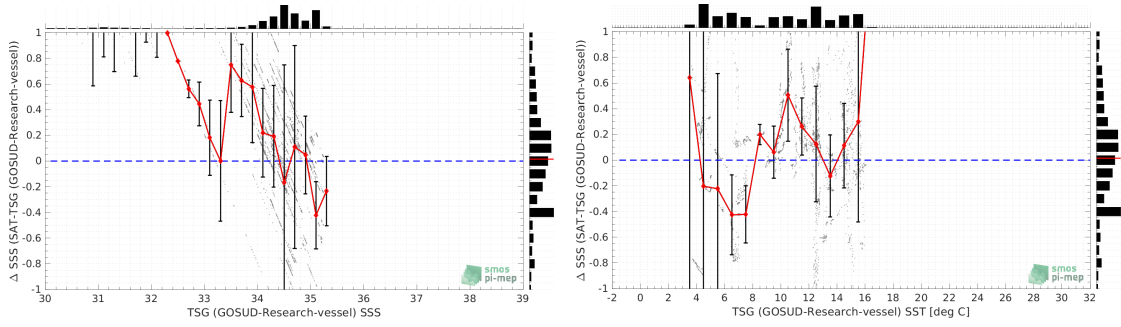 Δ SSS (SAT-TSG (GOSUD-Research-vessel))
1
0.8
0.6
0.4
0.2
0
-0.2
-0.4
-0.6
-0.8
-1
30 31 32 33 34 35 36 37 38 39
TSG (GOSUD-Research-vessel) SSS
smos
pi-mep
Δ SSS (SAT-TSG (GOSUD-Research-vessel))
1
0.8
0.6
0.4
0.2
0
-0.2
-0.4
-0.6
-0.8
-1
-2 0 2 4 6 8 10 12 14 16 18 20 22 24 26 28 30 32
TSG (GOSUD-Research-vessel) SST [deg C]
smos
pi-mep